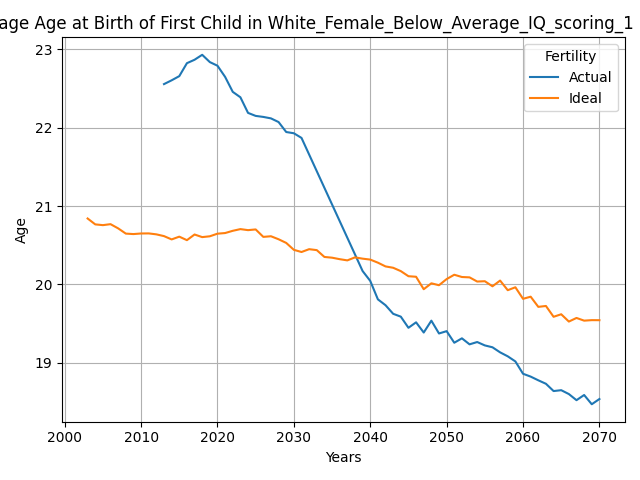 age Age at Birth of First Child in White_Female_Below_Average_IQ_scoring_1
23
22
21
20
19
Age
Fertility
Actual
Ideal
2000 2010 2020 2030 2040 2050 2060 2070
Years